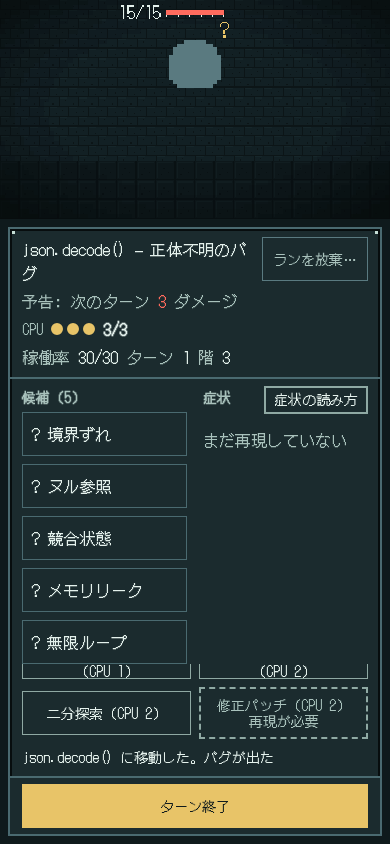 15/15
?
json.decode() – 正体不明のバ
グ
ランを放棄…
予告: 次のターン 3 ダメージ
CPU 3/3
稼働率 30/30 ターン 1 階 3
候補 (5)
症状
症状の読み方
? 境界ずれ
まだ再現していない
? ヌル参照
? 競合状態
? メモリリーク
? 無限ループ
(CPU 1)
(CPU 2)
二分探索 (CPU 2)
修正パッチ (CPU 2)
再現が必要
json.decode() に移動した。バグが出た
ターン終了